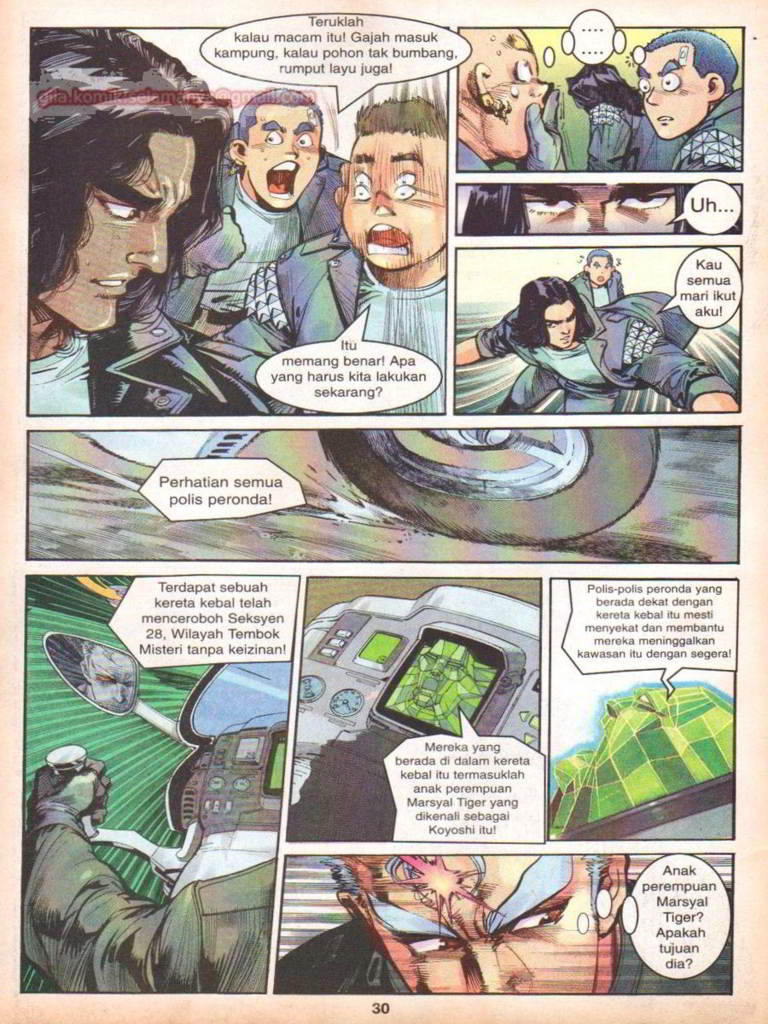 Teruklah
kalau macam itu! Gajah masuk
kampung, kalau pohon tak bumbang,
rumput layu juga!
gila.komikselamanya@gmail.com
....
....
Uh...
Kau
semua
mari ikut
aku!
Itu
memang benar! Apa
yang harus kita lakukan
sekarang?
Perhatian semua
polis peronda!
Terdapat sebuah
kereta kebal telah
menceroboh Seksyen
28, Wilayah Tembok
Misteri tanpa keizinan!
Mereka yang
berada di dalam kereta
kebal itu termasuklah
anak perempuan
Marsyal Tiger yang
dikenali sebagai
Koyoshi itu!
Polis-polis peronda yang
berada dekat dengan
kereta kebal itu mesti
menyekat dan membantu
mereka meninggalkan
kawasan itu dengan segera!
Anak
perempuan
Marsyal
Tiger?
Apakah
tujuan
dia?
30